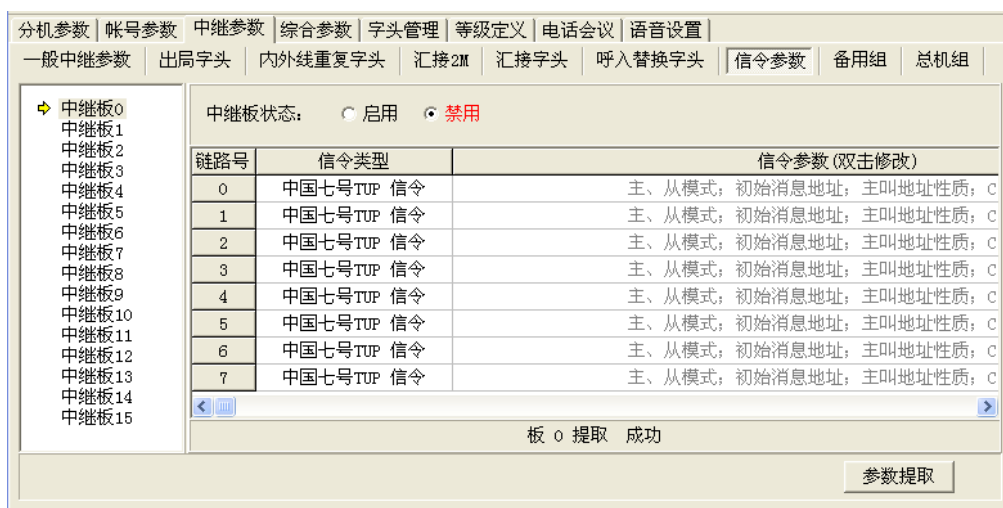 分机参数 帐号参数 中继参数 综合参数 字头管理 等级定义 电话会议 语音设置
一般中继参数 出局字头 内外线重复字头 汇接2M 汇接字头 呼入替换字头 信令参数 备用组 总机组
中继板0
中继板1
中继板2
中继板3
中继板4
中继板5
中继板6
中继板7
中继板8
中继板9
中继板10
中继板11
中继板12
中继板13
中继板14
中继板15
中继板状态： 启用 禁用
链路号 信令类型 信令参数(双击修改)
0 中国七号TUP 信令 主、从模式；初始消息地址；主叫地址性质；C
1 中国七号TUP 信令 主、从模式；初始消息地址；主叫地址性质；C
2 中国七号TUP 信令 主、从模式；初始消息地址；主叫地址性质；C
3 中国七号TUP 信令 主、从模式；初始消息地址；主叫地址性质；C
4 中国七号TUP 信令 主、从模式；初始消息地址；主叫地址性质；C
5 中国七号TUP 信令 主、从模式；初始消息地址；主叫地址性质；C
6 中国七号TUP 信令 主、从模式；初始消息地址；主叫地址性质；C
7 中国七号TUP 信令 主、从模式；初始消息地址；主叫地址性质；C
板 0 提取 成功
参数提取